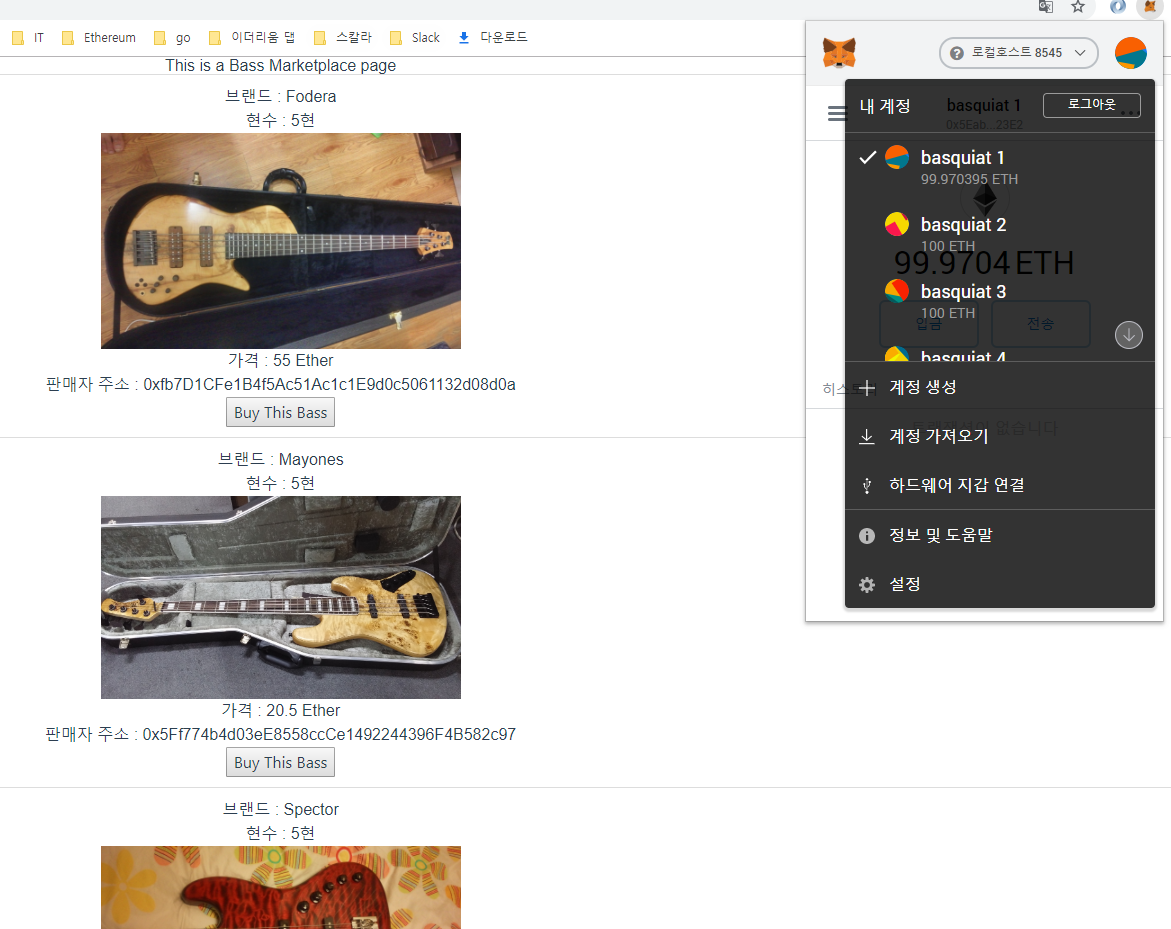 IT Ethereum go 이더리움 댑 스칼라 Slack 다운로드
This is a Bass Marketplace page
브랜드 : Fodera
현수 : 5현
가격 : 55 Ether
판매자 주소 : 0xfb7D1CFe1B4f5Ac51Ac1c1E9d0c5061132d08d0a
Buy This Bass
브랜드 : Mayones
현수 : 5현
가격 : 20.5 Ether
판매자 주소 : 0x5Ff774b4d03eE8558ccCe1492244396F4B582c97
Buy This Bass
브랜드 : Spector
현수 : 5현
로컬호스트 8545
내 계정
로그아웃
basquiat 1
0x5Eab...23E2
basquiat 1
99.970395 ETH
basquiat 2
100 ETH
99.9704 ETH
basquiat 3
100 ETH
입금
전송
basquiat 4
계정 생성
계정 가져오기
하드웨어 지갑 연결
정보 및 도움말
설정